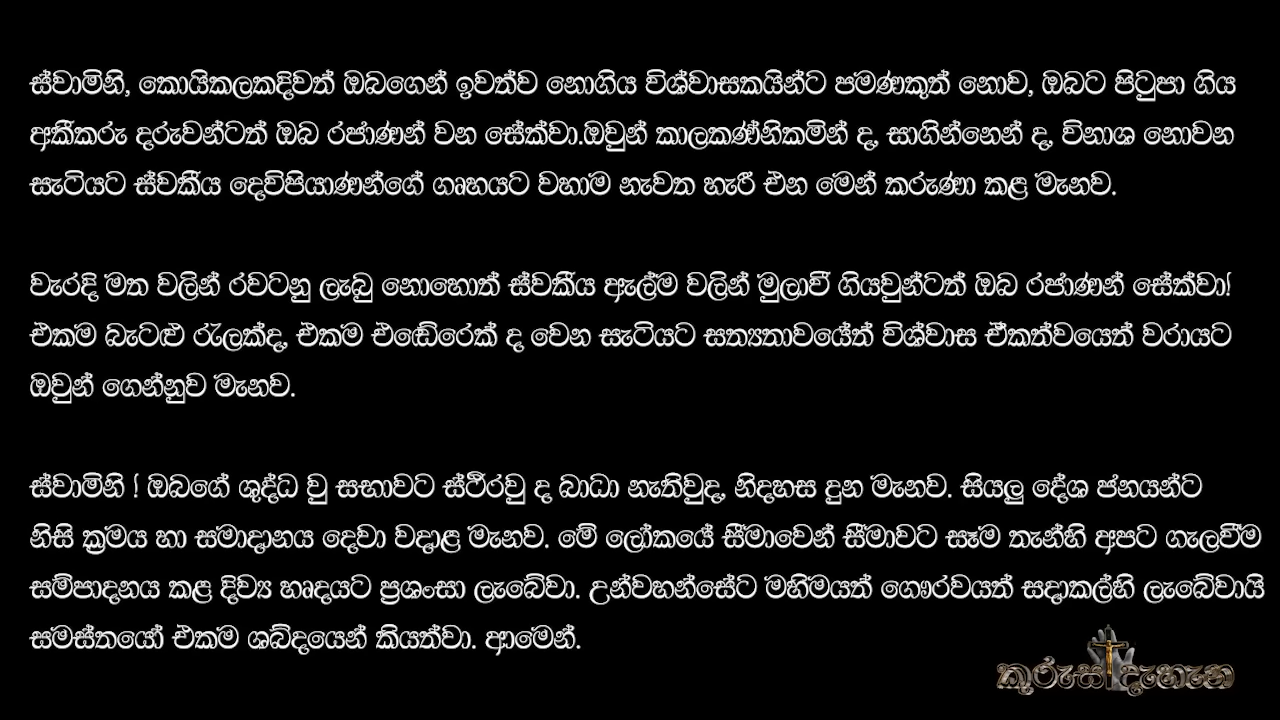 ස්වාමිනි, කොයිකලකදිවත් ඔබගෙන් ඉවත්ව නොගිය විශ්වාසකයින්ට පමණකුත් නොව, ඔබට පිටුපා ගිය
අකීකරු දරුවන්ටත් ඔබ රජාණන් වන සේක්වා.ඔවුන් කාලකණ්නිකමින් ද, සාගින්නෙන් ද, විනාශ නොවන
සැටියට ස්වකීය දෙවිපියාණන්ගේ ගෘහයට වහාම නැවත හැරී එන මෙන් කරුණා කළ මැනව.
වැරදි මත වලින් රවටනු ලැබු නොහොත් ස්වකීය ඇල්ම වලින් මුලාවී ගියවුන්ටත් ඔබ රජාණන් සේක්වා!
එකම බැටළු රැලක්ද, එකම එඬේරෙක් ද වෙන සැටියට සත්‍යතාවයේත් විශ්වාස ඒකත්වයෙත් වරායට
ඔවුන් ගෙන්නුව මැනව.
ස්වාමිනි ! ඔබගේ ශුද්ධ වු සභාවට ස්ථිරවු ද බාධා නැතිවුද, නිදහස දුන මැනව. සියලු දේශ ජනයන්ට
නිසි ක්‍රමය හා සමාදානය දෙවා වදාළ මැනව. මේ ලෝකයේ සීමාවෙන් සීමාවට සෑම තැන්හි අපට ගැලවීම
සම්පාදනය කළ දිව්‍ය හෘදයට ප්‍රශංසා ලැබේවා. උන්වහන්සේට මහිමයත් ගෞරවයත් සදාකල්හි ලැබේවායි
සමස්තයෝ එකම ශබ්දයෙන් කියත්වා. ආමෙන්.
කුරුස දැහැන